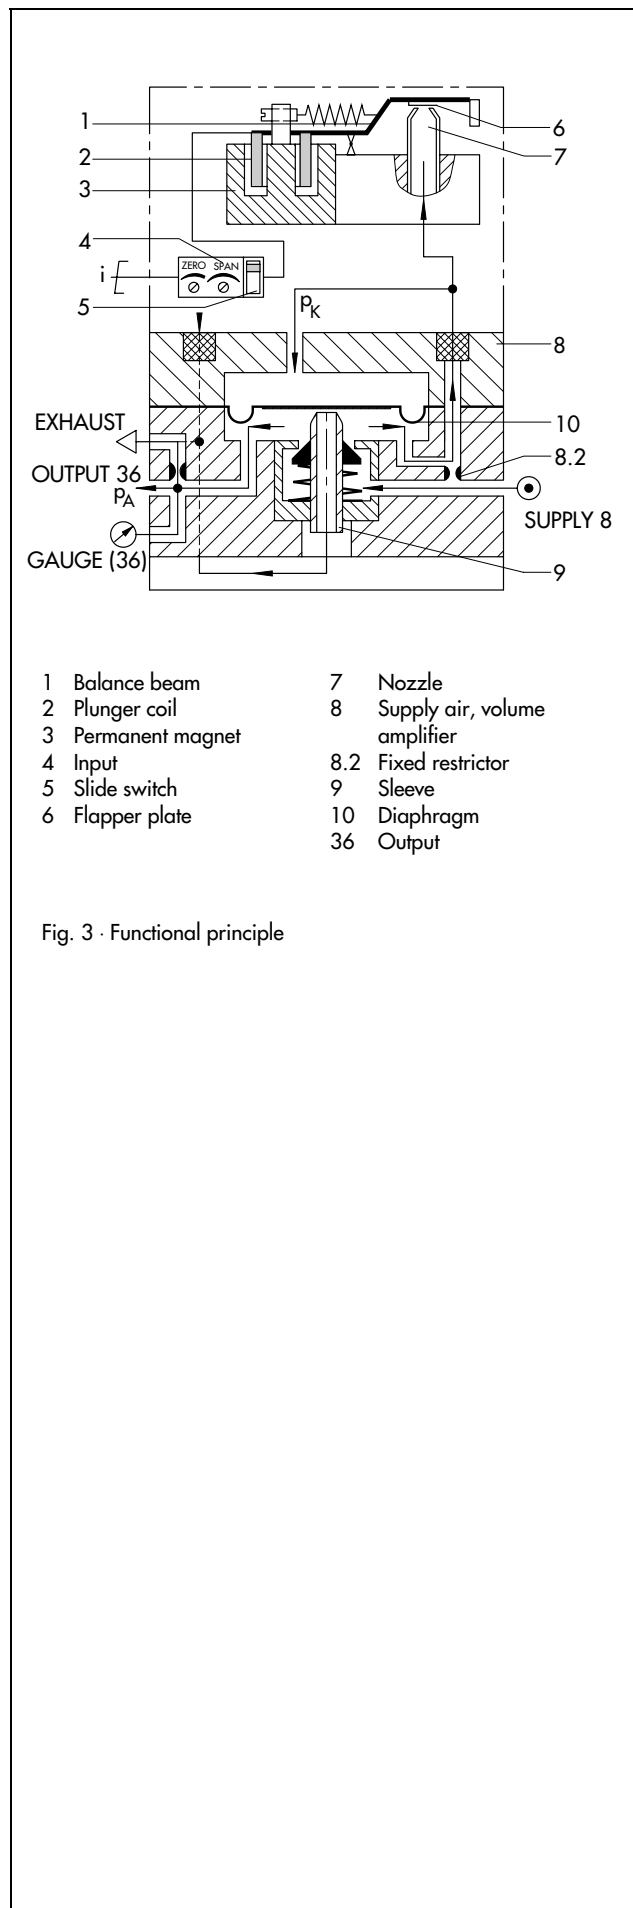 1
2
3
4
ZERO SPAN
i
5
6
7
pK
8
EXHAUST
10
OUTPUT 36
8.2
pA
SUPPLY 8
GAUGE (36)
9
1 Balance beam
2 Plunger coil
3 Permanent magnet
4 Input
5 Slide switch
6 Flapper plate
7 Nozzle
8 Supply air, volume
amplifier
8.2 Fixed restrictor
9 Sleeve
10 Diaphragm
36 Output
Fig. 3 · Functional principle